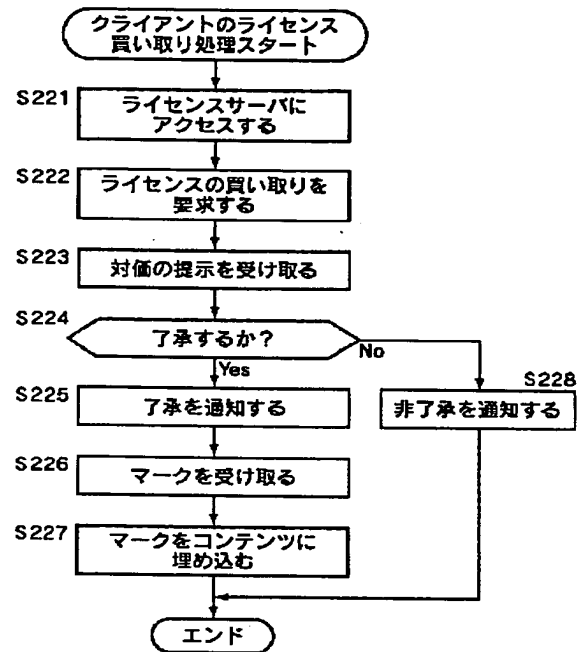 クライアントのライセンス
買い取り処理スタート
S221
ライセンスサーバに
アクセスする
S222
ライセンスの買い取りを
要求する
S223
対価の提示を受け取る
S224
了承するか?
No
Yes
S225
了承を通知する
S228
非了承を通知する
S226
マークを受け取る
S227
マークをコンテンツに
埋め込む
エンド